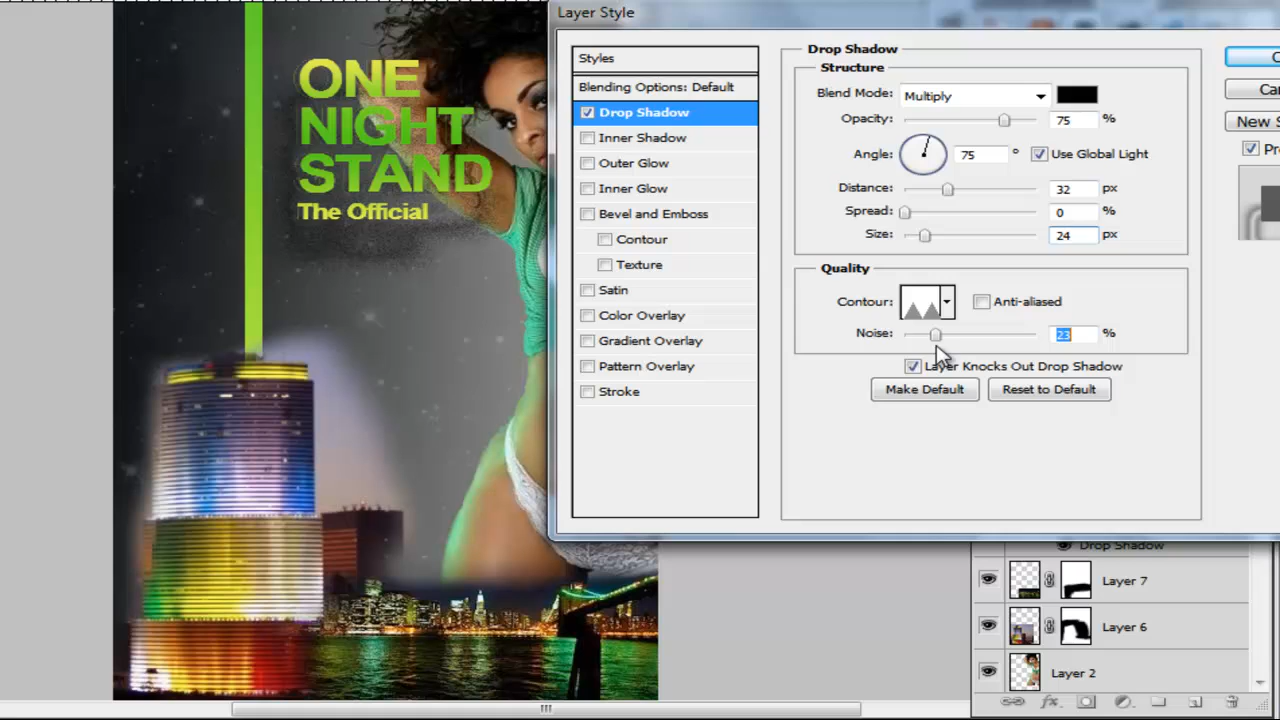 Layer Style
ONE
NIGHT
STAND
The Official
Styles
Blending Options: Default
Drop Shadow
Inner Shadow
Outer Glow
Inner Glow
Bevel and Emboss
Contour
Texture
Satin
Color Overlay
Gradient Overlay
Pattern Overlay
Stroke
Drop Shadow
Structure
Blend Mode: Multiply
Opacity: 75 %
Angle: 75 ° Use Global Light
Distance: 32 px
Spread: 0 %
Size: 24 px
Quality
Contour: Anti-aliased
Noise: 23 %
Layer Knocks Out Drop Shadow
Make Default Reset to Default
New S
Drop Shadow
Layer 7
Layer 6
Layer 2
fx